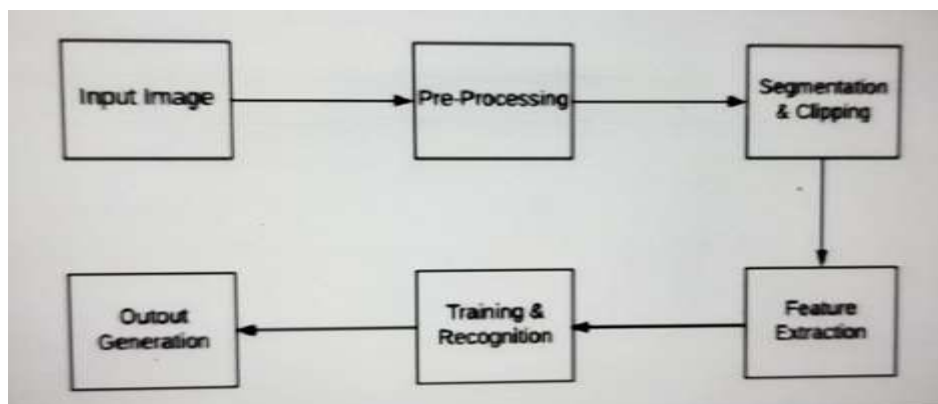 Input Image
Pre-Processing
Segmentation
& Clipping
Feature
Extraction
Training &
Recognition
Outout
Generation